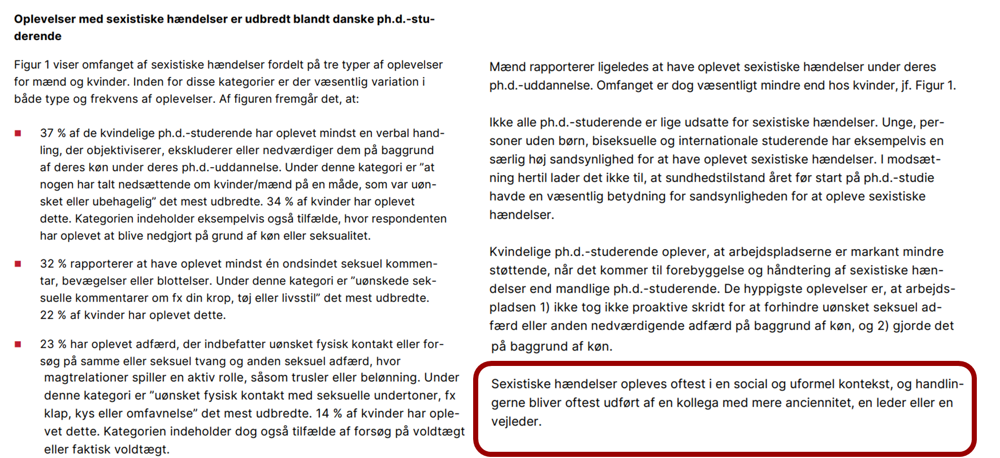 Oplevelser med sexistiske hændelser er udbredt blandt danske ph.d.-stu-
derende
Figur 1 viser omfanget af sexistiske hændelser fordelt på tre typer af oplevelser
for mænd og kvinder. Inden for disse kategorier er der væsentlig variation i
både type og frekvens af oplevelser. Af figuren fremgår det, at:
37 % af de kvindelige ph.d.-studerende har oplevet mindst en verbal hand-
ling, der objektiviserer, ekskluderer eller nedværdiger dem på baggrund
af deres køn under deres ph.d.-uddannelse. Under denne kategori er ”at
nogen har talt nedsættende om kvinder/mænd på en måde, som var uøn-
sket eller ubehagelig” det mest udbredte. 34 % af kvinder har oplevet
dette. Kategorien indeholder eksempelvis også tilfælde, hvor respondenten
har oplevet at blive nedgjort på grund af køn eller seksualitet.
32 % rapporterer at have oplevet mindst én ondsindet seksuel kommen-
tar, bevægelser eller blottelser. Under denne kategori er ”uønskede sek-
suelle kommentarer om fx din krop, tøj eller livsstil” det mest udbredte.
22 % af kvinder har oplevet dette.
23 % har oplevet adfærd, der indbefatter uønsket fysisk kontakt eller for-
søg på samme eller seksuel tvang og anden seksuel adfærd, hvor
magtrelationer spiller en aktiv rolle, såsom trusler eller belønning. Under
denne kategori er ”uønsket fysisk kontakt med seksuelle undertoner, fx
klap, kys eller omfavnelse” det mest udbredte. 14 % af kvinder har ople-
vet dette. Kategorien indeholder dog også tilfælde af forsøg på voldtægt
eller faktisk voldtægt.
Mænd rapporterer ligeledes at have oplevet sexistiske hændelser under deres
ph.d.-uddannelse. Omfanget er dog væsentligt mindre end hos kvinder, jf. Figur 1.
Ikke alle ph.d.-studerende er lige udsatte for sexistiske hændelser. Unge, per-
soner uden børn, biseksuelle og internationale studerende har eksempelvis en
særlig høj sandsynlighed for at have oplevet sexistiske hændelser. I modsæt-
ning hertil lader det ikke til, at sundhedstilstand året før start på ph.d.-studie
havde en væsentlig betydning for sandsynligheden for at opleve sexistiske
hændelser.
Kvindelige ph.d.-studerende oplever, at arbejdspladserne er markant mindre
støttende, når det kommer til forebyggelse og håndtering af sexistiske hæn-
delser end mandlige ph.d.-studerende. De hyppigste oplevelser er, at arbejds-
pladsen 1) ikke tog ikke proaktive skridt for at forhindre uønsket seksuel ad-
færd eller anden nedværdigende adfærd på baggrund af køn, og 2) gjorde det
på baggrund af køn.
Sexistiske hændelser opleves oftest i en social og uformel kontekst, og handlin-
gerne bliver oftest udført af en kollega med mere anciennitet, en leder eller en
vejleder.